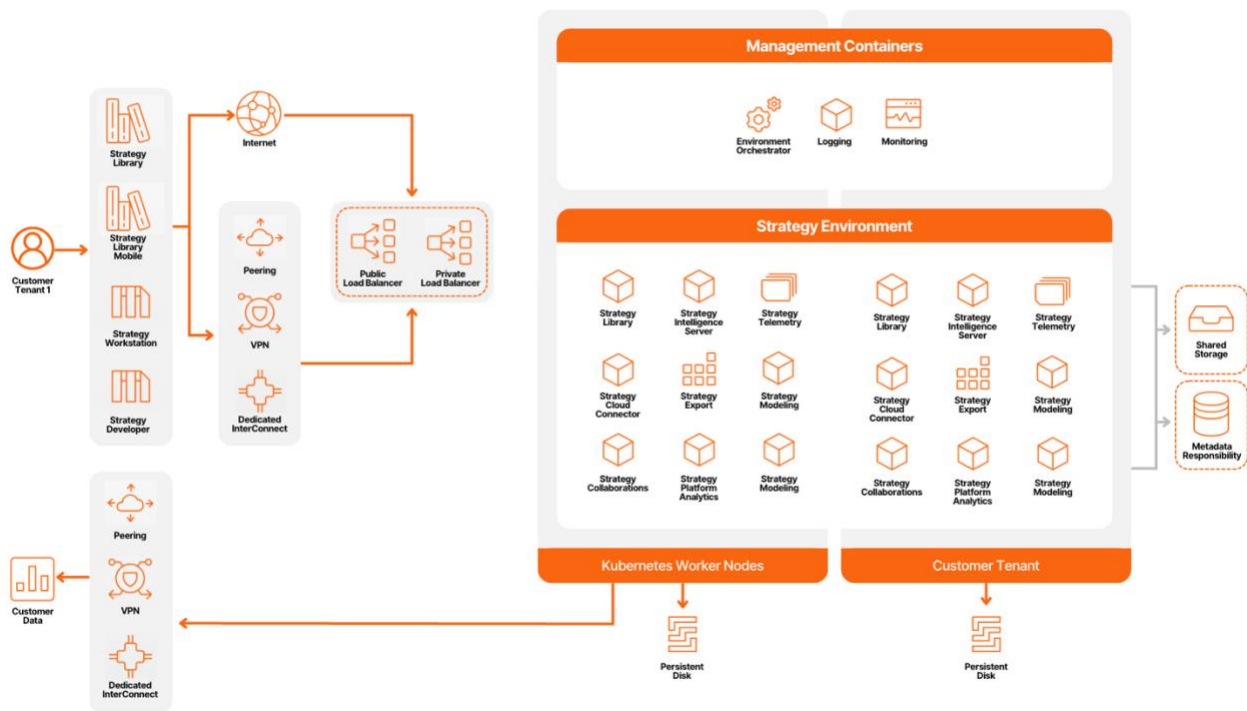 Management Containers
Environment
Orchestrator
Logging
Monitoring
Strategy
Library
Strategy
Library
Mobile
Strategy
Workstation
Strategy
Developer
Customer
Tenant 1
Internet
Peering
VPN
Dedicated
InterConnect
Public
Load Balancer
Private
Load Balancer
Strategy Environment
Strategy
Library
Strategy
Intelligence
Server
Strategy
Telemetry
Strategy
Cloud
Connector
Strategy
Export
Strategy
Modeling
Strategy
Collaborations
Strategy
Platform
Analytics
Strategy
Modeling
Strategy
Library
Strategy
Intelligence
Server
Strategy
Telemetry
Strategy
Cloud
Connector
Strategy
Export
Strategy
Modeling
Strategy
Collaborations
Strategy
Platform
Analytics
Strategy
Modeling
Shared
Storage
Metadata
Responsibility
Kubernetes Worker Nodes
Customer Tenant
Peering
VPN
Dedicated
InterConnect
Customer
Data
Persistent
Disk
Persistent
Disk